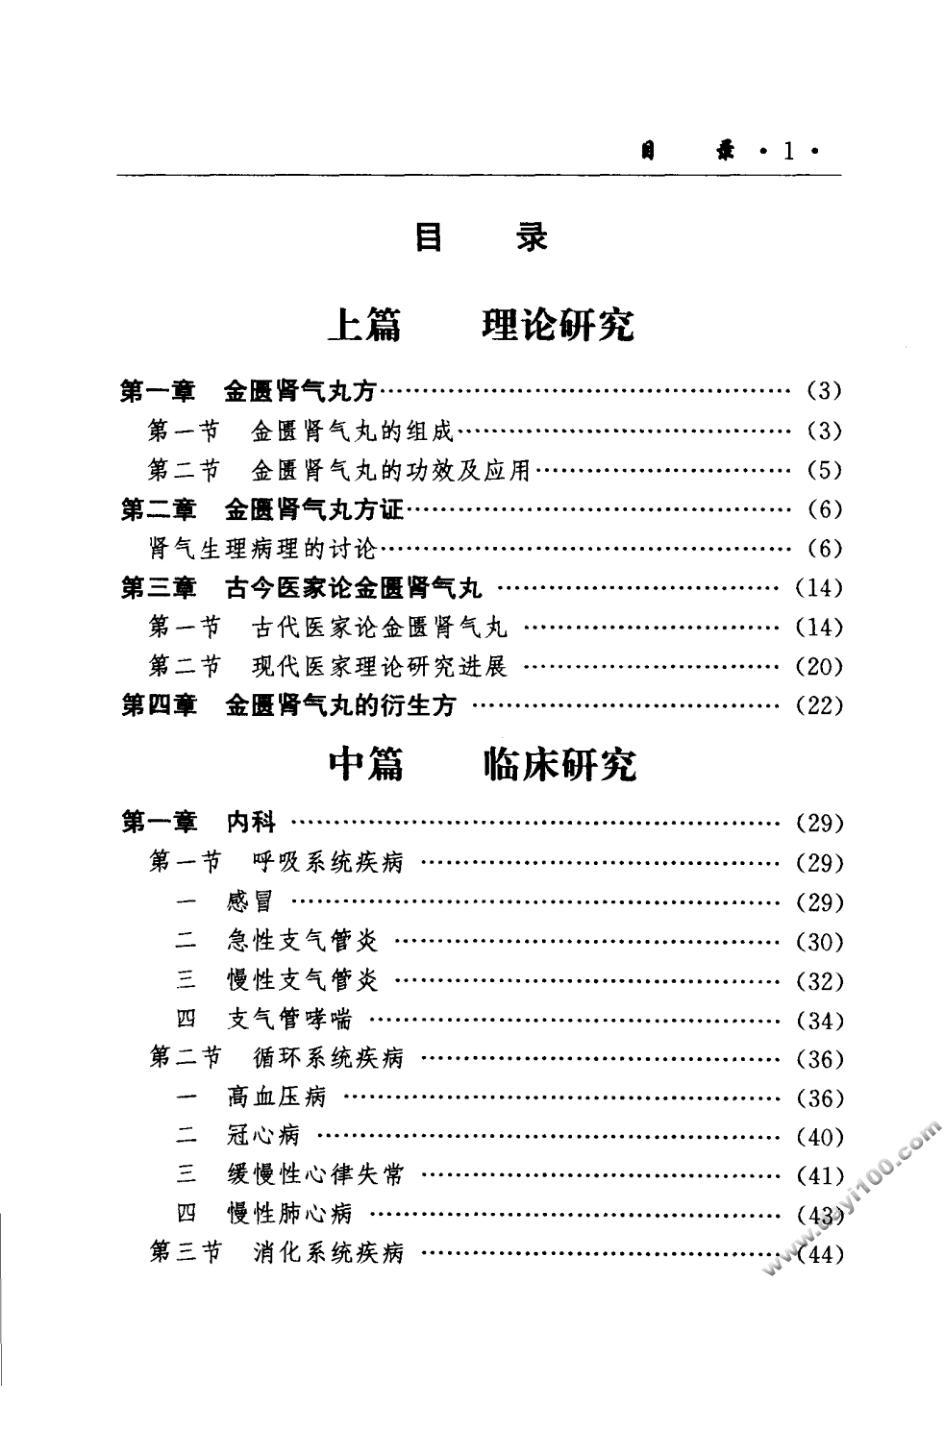 目 录 · 1 ·
目 录
上篇 理论研究
第一章 金匮肾气丸方…………………………………………(3)
第一节 金匮肾气丸的组成…………………………………(3)
第二节 金匮肾气丸的功效及应用…………………………(5)
第二章 金匮肾气丸方证………………………………………(6)
肾气生理病理的讨论…………………………………………(6)
第三章 古今医家论金匮肾气丸 ……………………………(14)
第一节 古代医家论金匮肾气丸 …………………………(14)
第二节 现代医家理论研究进展 …………………………(20)
第四章 金匮肾气丸的衍生方 ………………………………(22)
中篇 临床研究
第一章 内科 …………………………………………………(29)
第一节 呼吸系统疾病 ……………………………………(29)
一 感冒 …………………………………………………(29)
二 急性支气管炎 ………………………………………(30)
三 慢性支气管炎 ………………………………………(32)
四 支气管哮喘 …………………………………………(34)
第二节 循环系统疾病 ……………………………………(36)
一 高血压病 ……………………………………………(36)
二 冠心病 ………………………………………………(40)
三 缓慢性心律失常 ……………………………………(41)
四 慢性肺心病 …………………………………………(43)
第三节 消化系统疾病 ……………………………………(44)